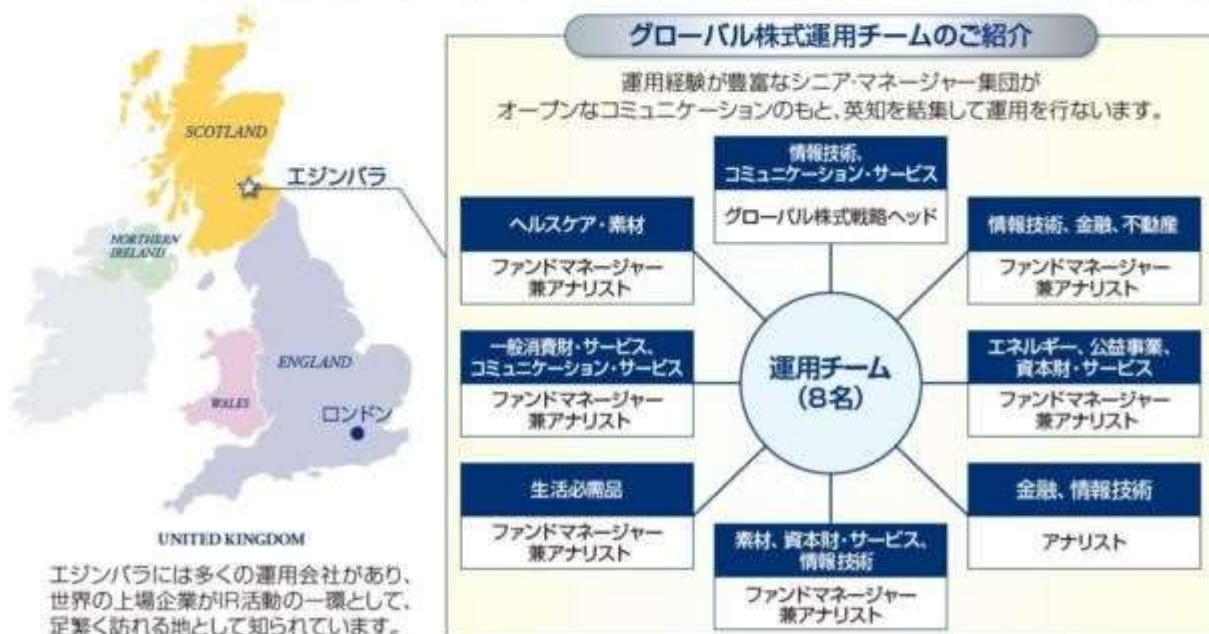 グローバル株式運用チームのご紹介
運用経験が豊富なシニア・マネージャー集団が
オープンなコミュニケーションのもと、英知を結集して運用を行ないます。
SCOTLAND
エジンバラ
NORTHERN
IRELAND
ENGLAND
WALES
ロンドン
UNITED KINGDOM
エジンバラには多くの運用会社があり、
世界の上場企業がIR活動の一環として、
足繁く訪れる地として知られています。
情報技術、
コミュニケーション・サービス
グローバル株式戦略ヘッド
ヘルスケア・素材
ファンドマネージャー
兼アナリスト
情報技術、金融、不動産
ファンドマネージャー
兼アナリスト
一般消費財・サービス、
コミュニケーション・サービス
ファンドマネージャー
兼アナリスト
運用チーム
(8名)
エネルギー、公益事業、
資本財・サービス
ファンドマネージャー
兼アナリスト
生活必需品
ファンドマネージャー
兼アナリスト
素材、資本財・サービス、
情報技術
ファンドマネージャー
兼アナリスト
金融、情報技術
アナリスト